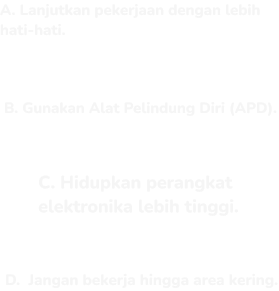 A. Lanjutkan pekerjaan dengan lebih
hati-hati.
B. Gunakan Alat Pelindung Diri (APD).
C. Hidupkan perangkat
elektronika lebih tinggi.
D. Jangan bekerja hingga area kering.